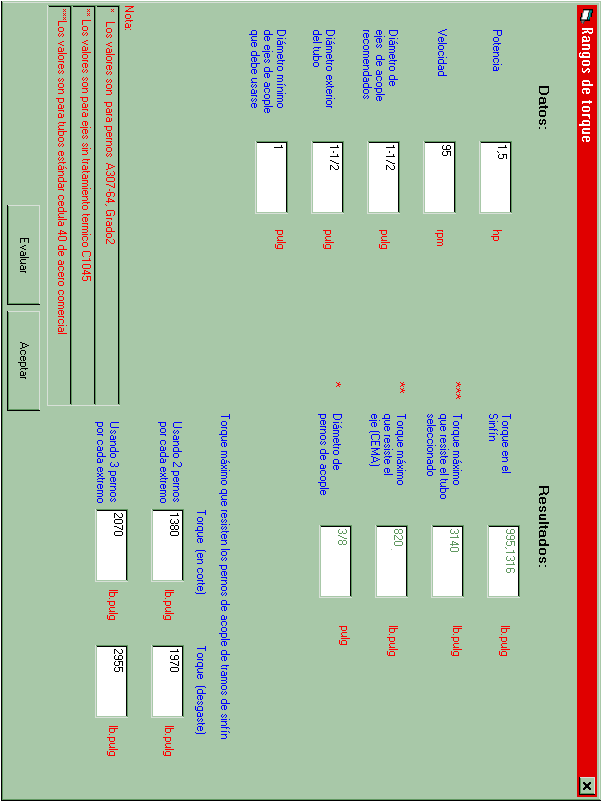 Rangos de torque
Datos:
Potencia
1,5
hp
Velocidad
95
rpm
Diámetro de
ejes de acople
recomendados
1-1/2
pulg
Diámetro exterior
del tubo
1-1/2
pulg
Diámetro mínimo
de ejes de acople
que debe usarse
1
pulg
Resultados:
Torque en el
Sinfín
995,1316
lb.pulg
*** Torque máximo
que resiste el tubo
seleccionado
3140
lb.pulg
** Torque máximo
que resiste el
eje (CEMA)
820
lb.pulg
* Diámetro de
pernos de acople
3/8
pulg
Torque máximo que resisten los pernos de acople de tramos de sinfín
Torque (en corte)
Torque (desgaste)
Usando 2 pernos
por cada extremo
1380
lb.pulg
1970
lb.pulg
Usando 3 pernos
por cada extremo
2070
lb.pulg
2955
lb.pulg
Nota:
* Los valores son para pernos A307-64, Grado2
** Los valores son para ejes sin tratamiento termico C1045
***Los valores son para tubos estándar cedula 40 de acero comercial
Evaluar
Aceptar